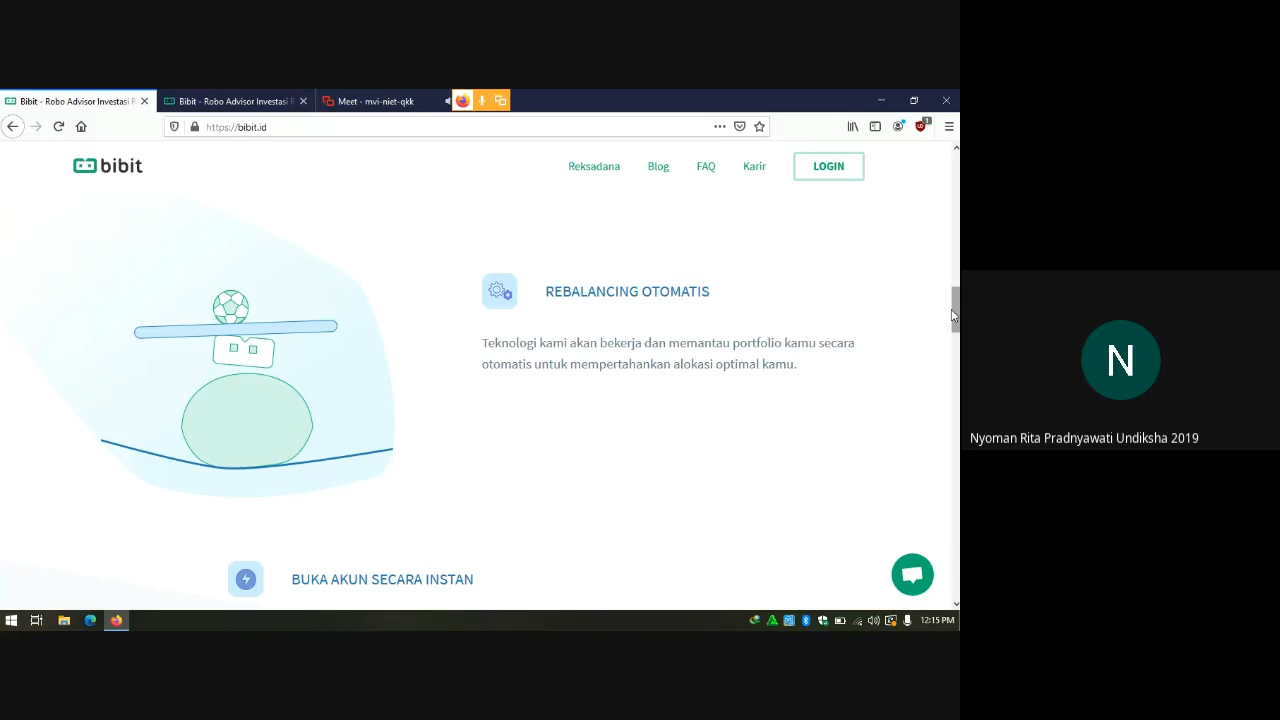 Bibit - Robo Advisor Investasi R
Bibit - Robo Advisor Investasi R
Meet - mvi-niet-qkk
https://bibit.id
1
bibit
Reksadana
Blog
FAQ
Karir
LOGIN
REBALANCING OTOMATIS
Teknologi kami akan bekerja dan memantau portfolio kamu secara
otomatis untuk mempertahankan alokasi optimal kamu.
BUKA AKUN SECARA INSTAN
12:15 PM
N
Nyoman Rita Pradnyawati Undiksha 2019